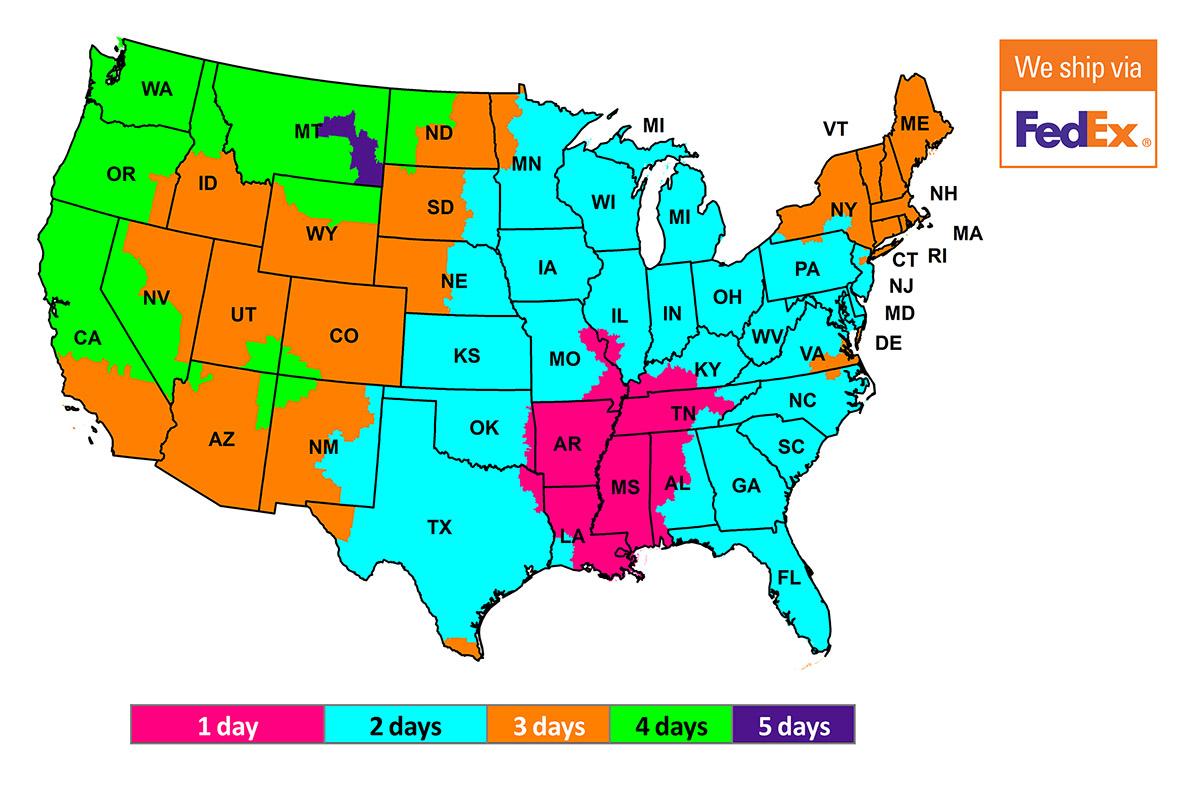 We ship via
FedEx®
WA
MT
ND
MN
MI
VT
ME
OR
ID
SD
WI
MI
NY
NH
MA
WY
RI
CT
NE
IA
PA
NJ
NV
UT
CO
IL
IN
OH
MD
CA
KS
MO
WV
VA
DE
KY
NC
AZ
NM
OK
AR
TN
SC
TX
MS
AL
GA
LA
FL
1 day
2 days
3 days
4 days
5 days